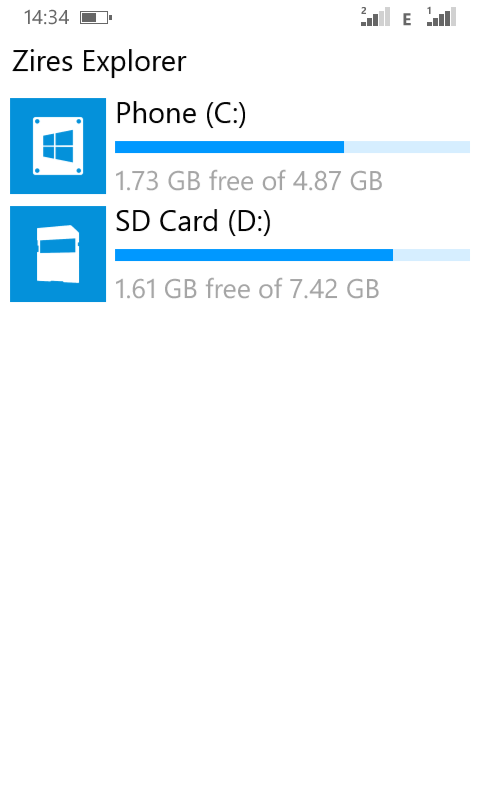 14:34 2 E 1
Zires Explorer
Phone (C:)
1.73 GB free of 4.87 GB
SD Card (D:)
1.61 GB free of 7.42 GB